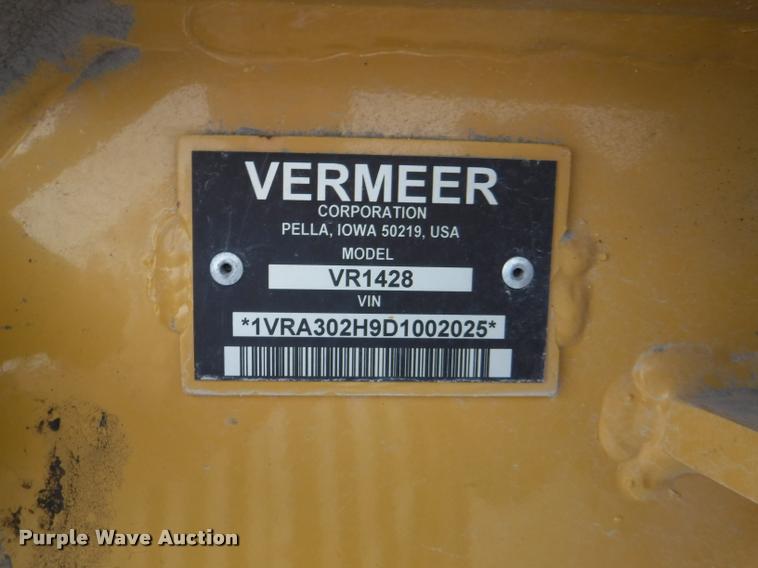 VERMEER
CORPORATION
PELLA, IOWA 50219, USA
MODEL
VR1428
VIN
*1VRA302H9D1002025*
Purple Wave Auction